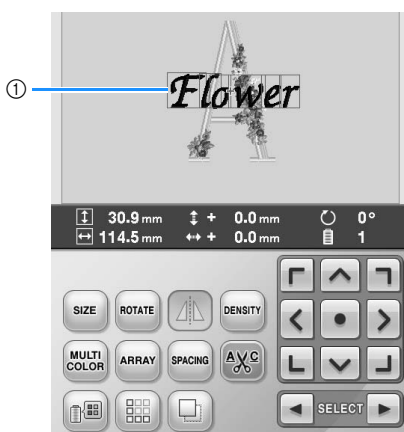 ①
A
Flower
30.9 mm + 0.0 mm 0°
114.5 mm + 0.0 mm 1
SIZE ROTATE DENSITY
MULTI COLOR ARRAY SPACING A C
SELECT